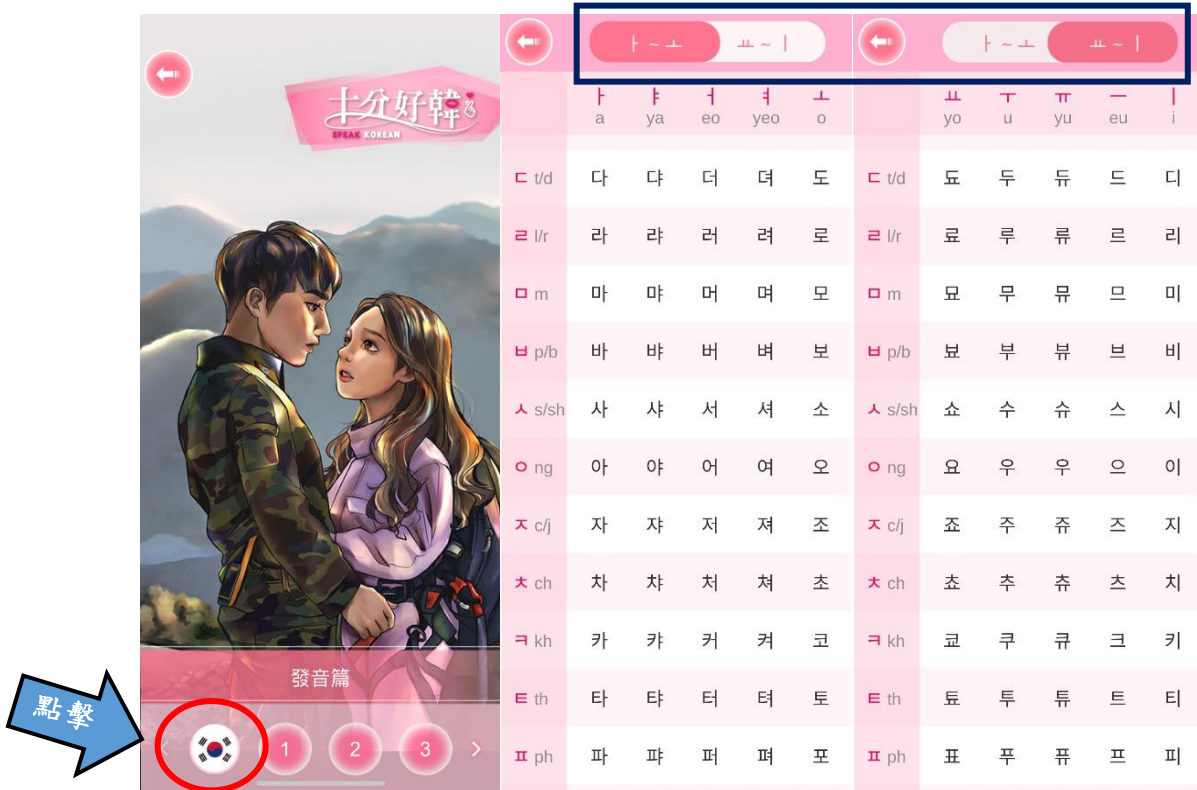 十分好韓
SPEAK KOREAN
發音篇
點擊
1 2 3
ㅏ~ㅗ ㅛ~ㅣ
ㅏ ㅑ ㅓ ㅕ ㅗ
a ya eo yeo o
ㄷ t/d 다 댜 더 뎌 도
ㄹ l/r 라 랴 러 려 로
ㅁ m 마 먀 머 며 모
ㅂ p/b 바 뱌 버 벼 보
ㅅ s/sh 사 샤 서 셔 소
ㅇ ng 아 야 어 여 오
ㅈ c/j 자 쟈 저 져 조
ㅊ ch 차 챠 처 쳐 초
ㅋ kh 카 캬 커 켜 코
ㅌ th 타 탸 터 텨 토
ㅍ ph 파 퍄 퍼 펴 포
ㅏ~ㅗ ㅛ~ㅣ
ㅛ ㅜ ㅠ ㅡ ㅣ
yo u yu eu i
ㄷ t/d 됴 두 듀 드 디
ㄹ l/r 료 루 류 르 리
ㅁ m 묘 무 뮤 므 미
ㅂ p/b 뵤 부 뷰 브 비
ㅅ s/sh 쇼 수 슈 스 시
ㅇ ng 요 우 우 으 이
ㅈ c/j 죠 주 쥬 즈 지
ㅊ ch 쵸 추 츄 츠 치
ㅋ kh 쿄 쿠 큐 크 키
ㅌ th 툐 투 튜 트 티
ㅍ ph 표 푸 퓨 프 피